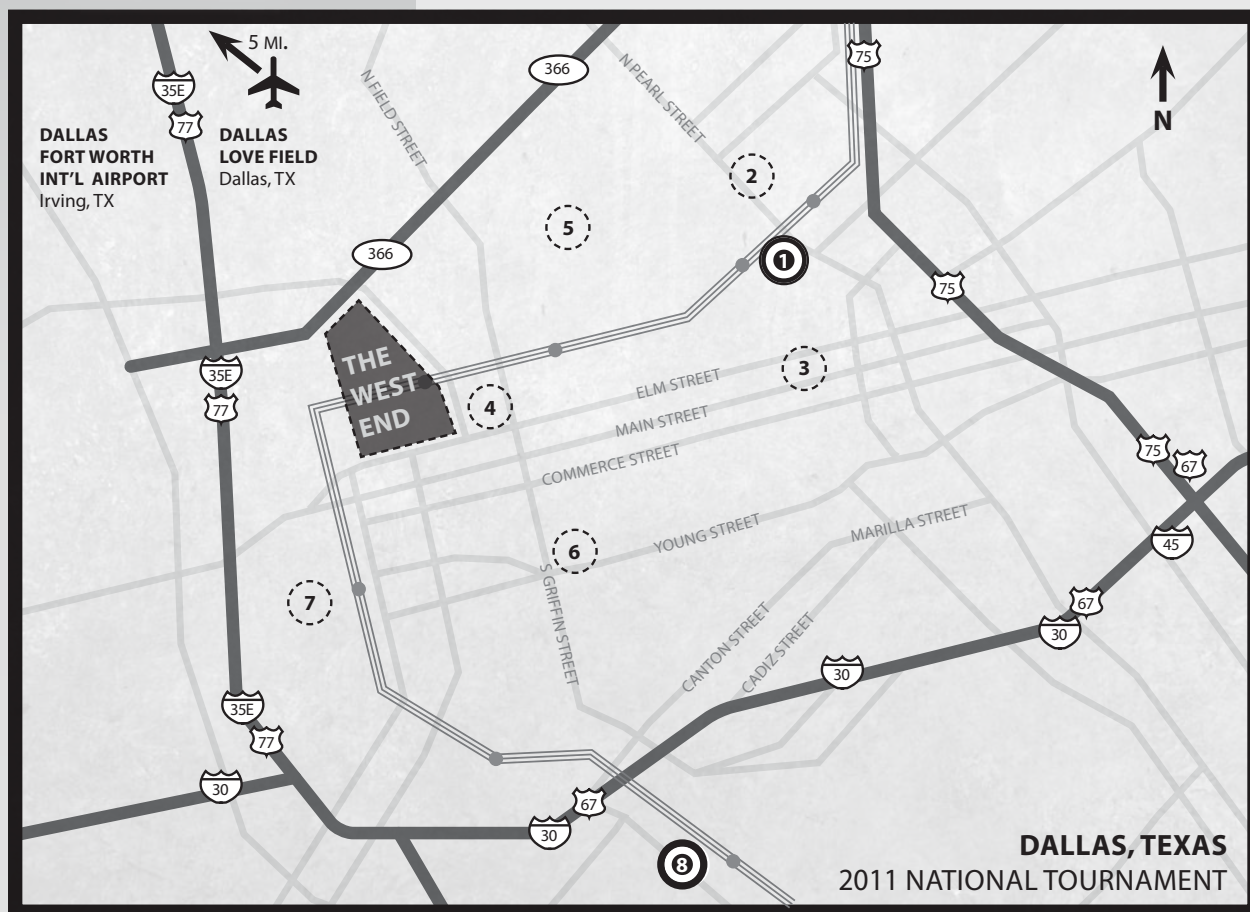 5 MI.
35E
77
DALLAS
FORT WORTH
INT'L AIRPORT
Irving, TX
DALLAS
LOVE FIELD
Dallas, TX
N FIELD STREET
366
N PEARL STREET
75
N
2
5
1
366
75
THE
WEST
END
35E
77
3
4
ELM STREET
MAIN STREET
COMMERCE STREET
75
67
45
6
YOUNG STREET
MARILLA STREET
7
S GRIFFIN STREET
CANTON STREET
CADIZ STREET
67
30
30
35E
77
30
67
30
8
DALLAS, TEXAS
2011 NATIONAL TOURNAMENT